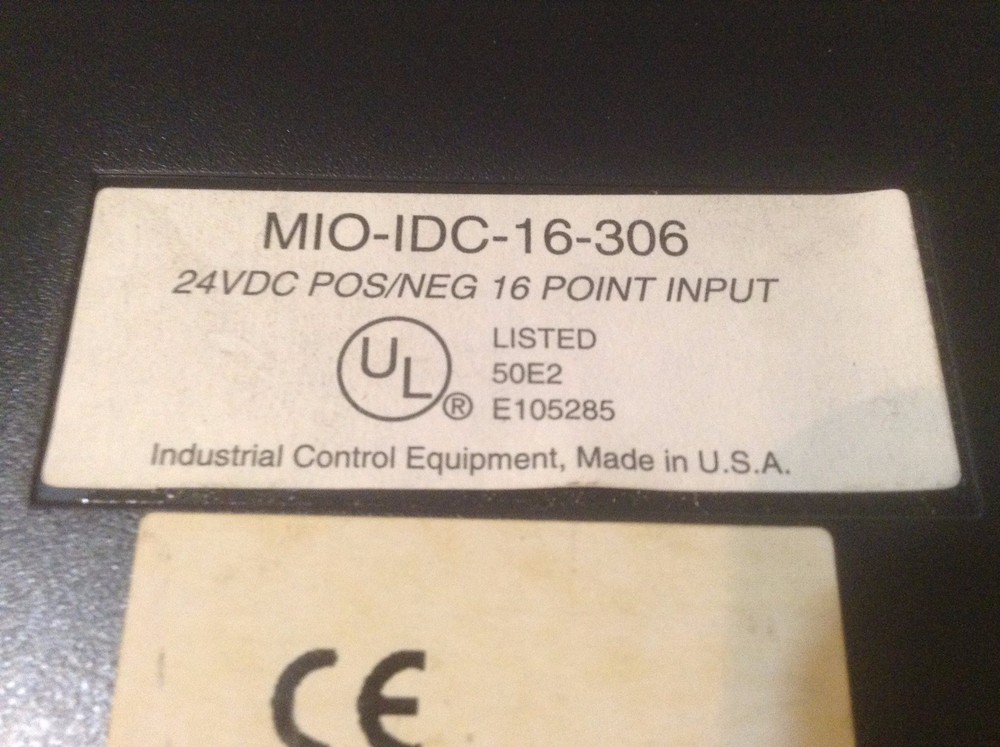 MIO-IDC-16-306
24VDC POS/NEG 16 POINT INPUT
UL® LISTED
50E2
E105285
Industrial Control Equipment, Made in U.S.A.
CE